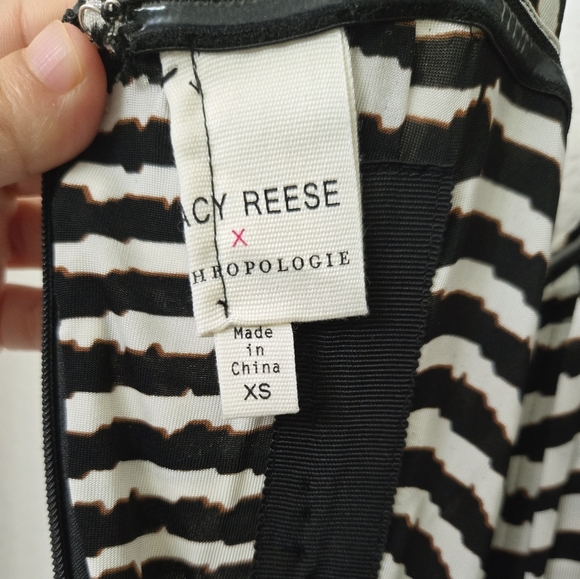 ACY REESE
X
HROPOLOGIE
Made
in
China
XS